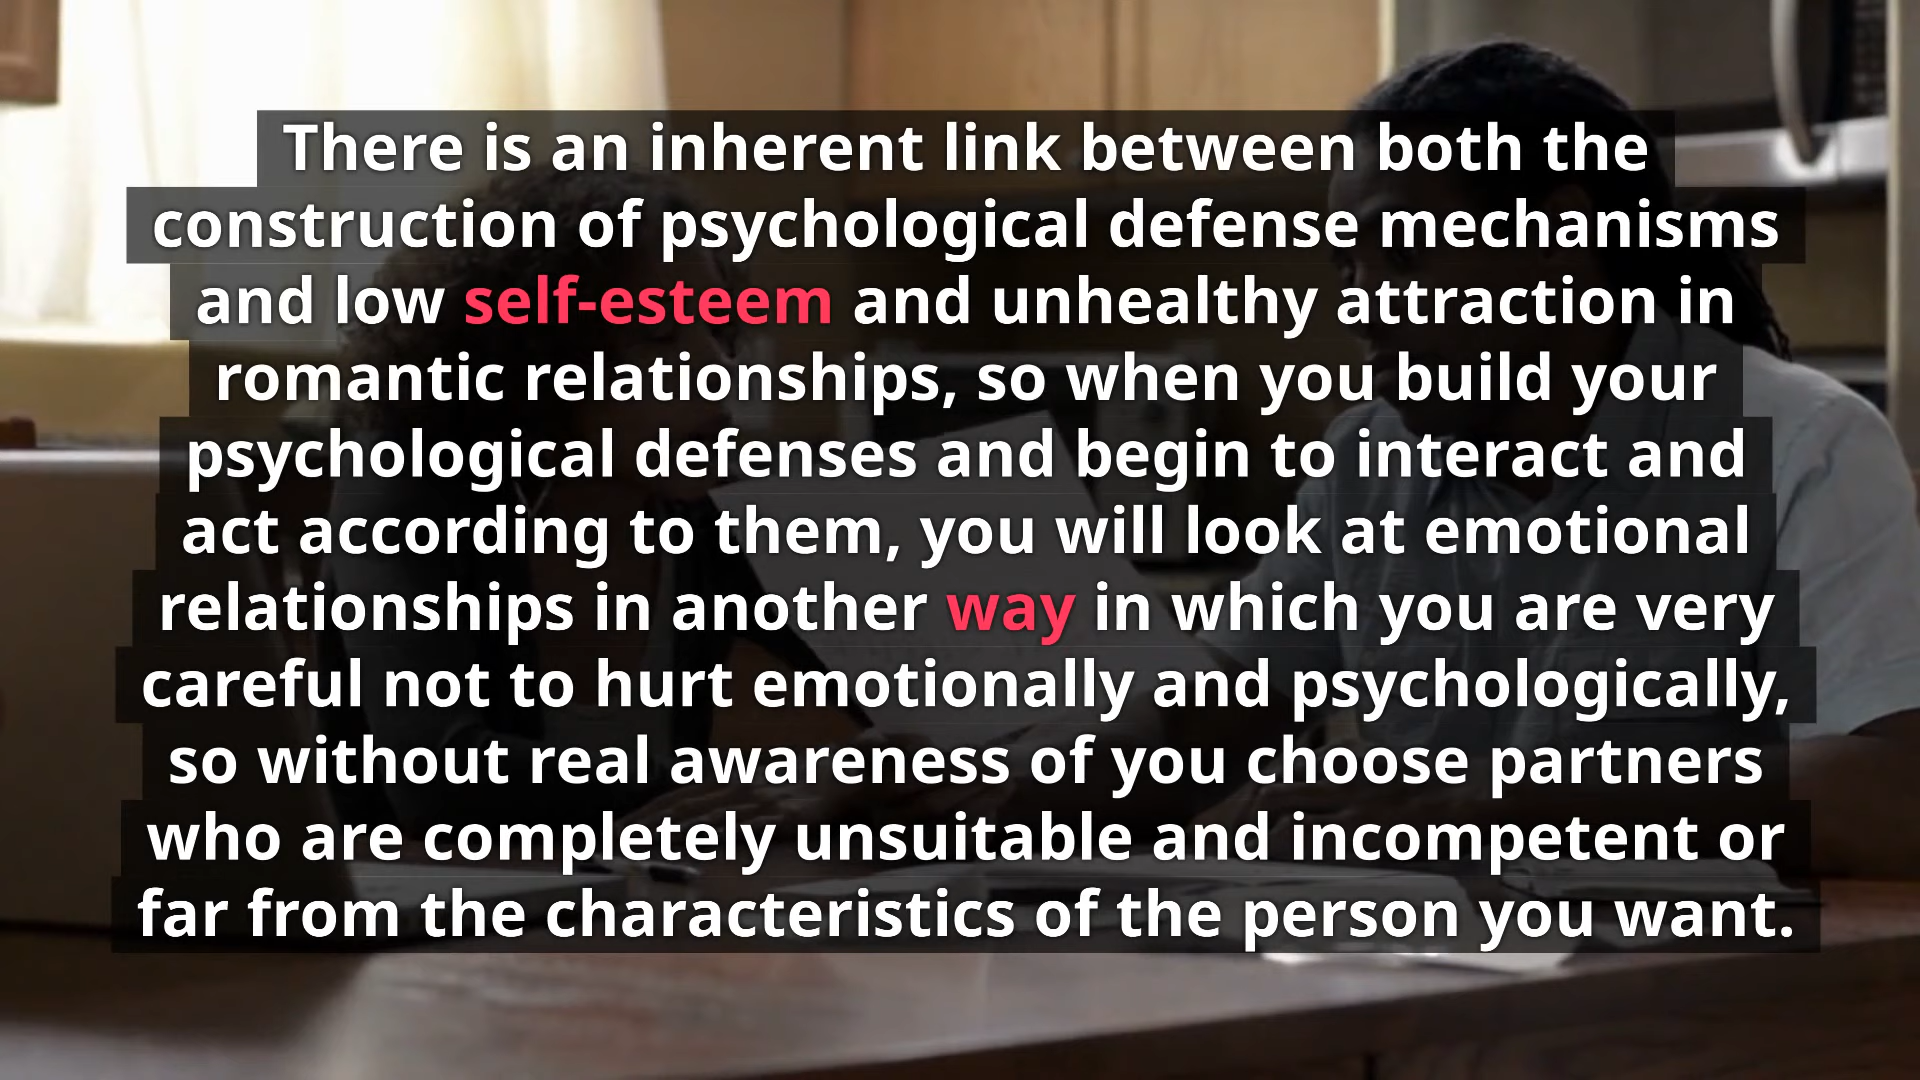 There is an inherent link between both the
construction of psychological defense mechanisms
and low self-esteem and unhealthy attraction in
romantic relationships, so when you build your
psychological defenses and begin to interact and
act according to them, you will look at emotional
relationships in another way in which you are very
careful not to hurt emotionally and psychologically,
so without real awareness of you choose partners
who are completely unsuitable and incompetent or
far from the characteristics of the person you want.